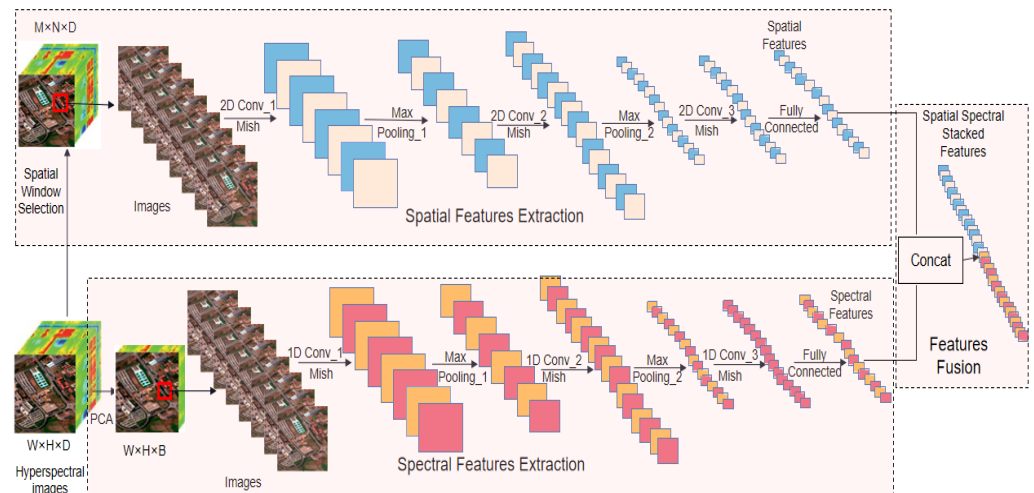 M×N×D
Spatial
Window
Selection
Images
2D Conv_1
Mish
Max
Pooling_1
2D Conv_2
Mish
Max
Pooling_2
2D Conv_3
Mish
Fully
Connected
Spatial
Features
Spatial Features Extraction
W×H×D
Hyperspectral
images
PCA
W×H×B
Images
1D Conv_1
Mish
Max
Pooling_1
1D Conv_2
Mish
Max
Pooling_2
1D Conv_3
Mish
Fully
Connected
Spectral
Features
Spectral Features Extraction
Concat
Spatial Spectral
Stacked
Features
Features
Fusion